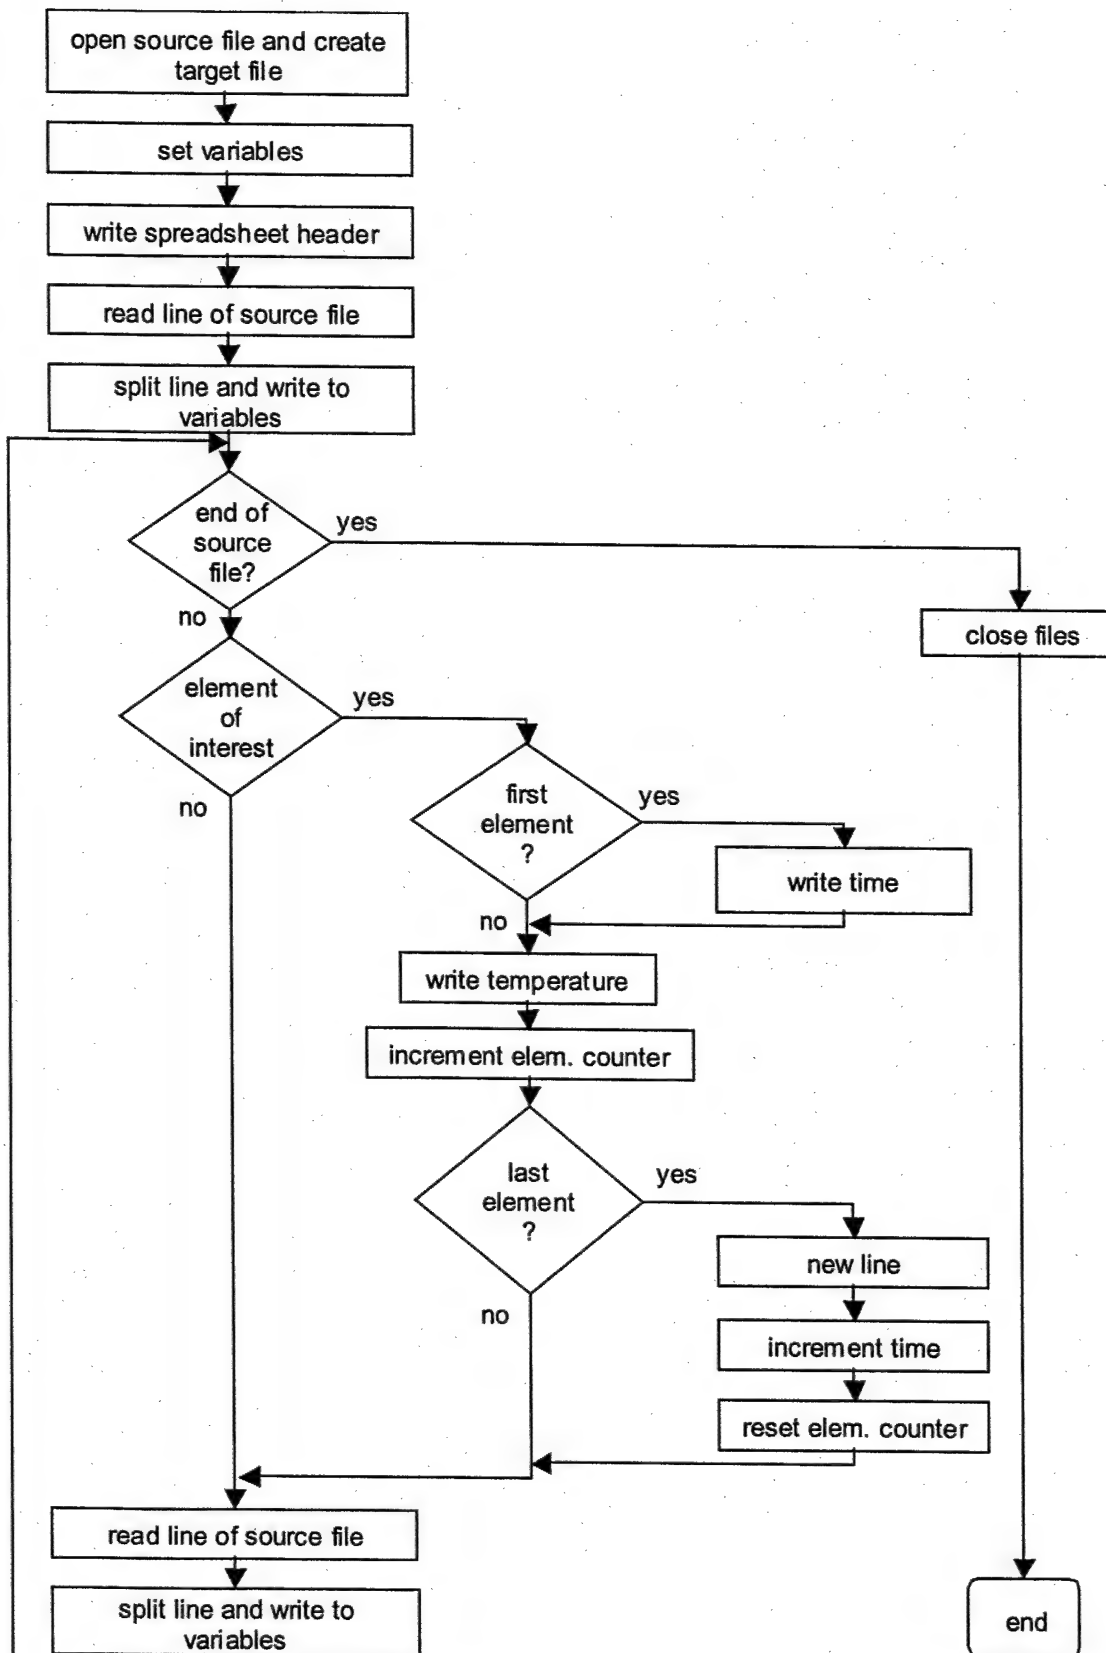 open source file and create
target file
set variables
write spreadsheet header
read line of source file
split line and write to
variables
end of
source
file?
yes
no
close files
element
of
interest
yes
no
first
element
?
yes
write time
no
write temperature
increment elem. counter
last
element
?
yes
new line
no
increment time
reset elem. counter
read line of source file
split line and write to
variables
end